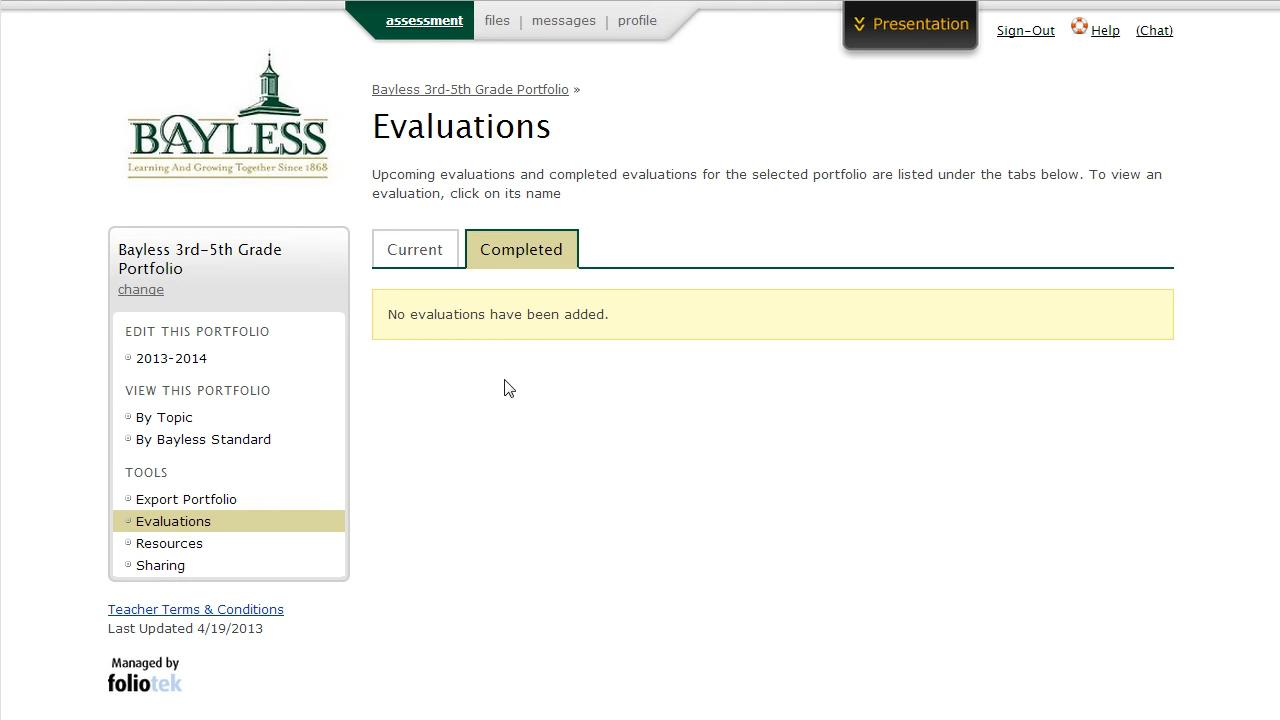 assessment files | messages | profile
Presentation
Sign-Out Help (Chat)
BAYLESS
Learning And Growing Together Since 1868
Bayless 3rd-5th Grade Portfolio »
Evaluations
Upcoming evaluations and completed evaluations for the selected portfolio are listed under the tabs below. To view an
evaluation, click on its name
Current Completed
No evaluations have been added.
Bayless 3rd-5th Grade
Portfolio
change
EDIT THIS PORTFOLIO
2013-2014
VIEW THIS PORTFOLIO
By Topic
By Bayless Standard
TOOLS
Export Portfolio
Evaluations
Resources
Sharing
Teacher Terms & Conditions
Last Updated 4/19/2013
Managed by
foliotek